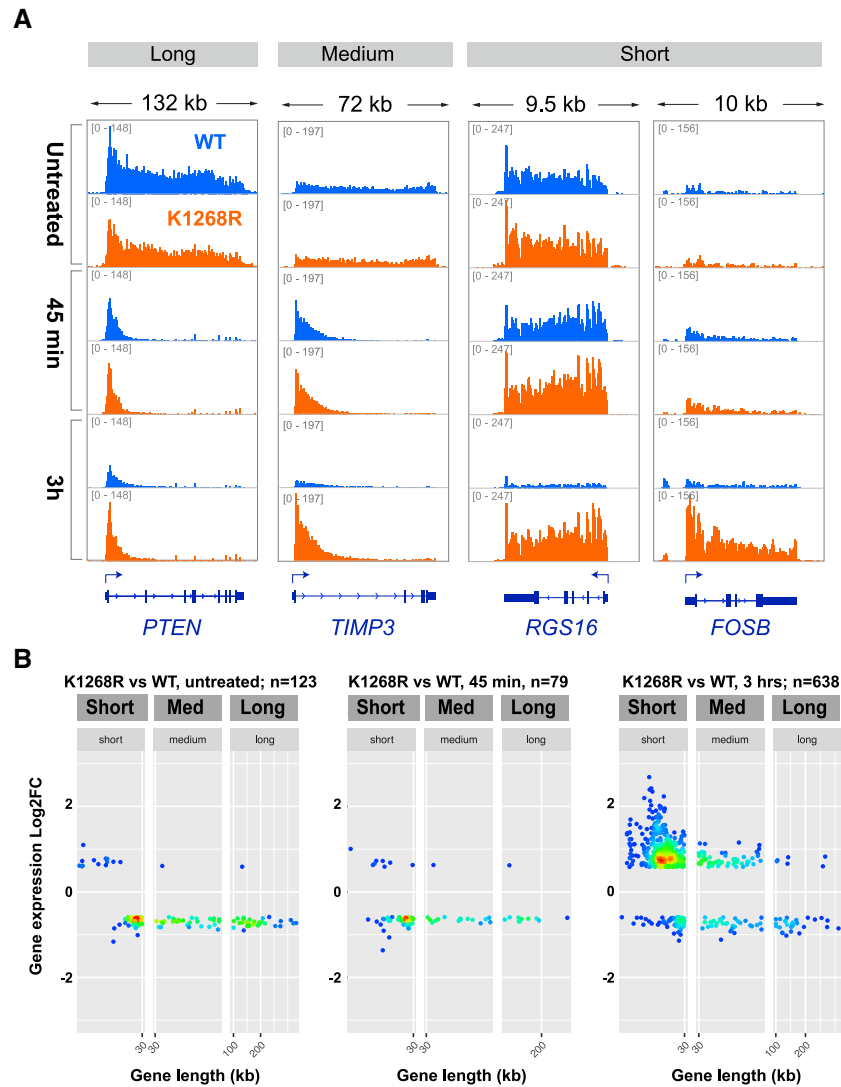 A
Long Medium Short
132 kb 72 kb 9.5 kb 10 kb
Untreated
[0 - 148] [0 - 197] [0 - 247] [0 - 156]
WT
[0 - 148] [0 - 197] [0 - 247] [0 - 156]
K1268R
45 min
[0 - 148] [0 - 197] [0 - 247] [0 - 156]
[0 - 148] [0 - 197] [0 - 247] [0 - 156]
3h
[0 - 148] [0 - 197] [0 - 247] [0 - 156]
[0 - 148] [0 - 197] [0 - 247] [0 - 156]
PTEN TIMP3 RGS16 FOSB
B
K1268R vs WT, untreated; n=123 K1268R vs WT, 45 min, n=79 K1268R vs WT, 3 hrs; n=638
Short Med Long Short Med Long Short Med Long
short medium long short medium long short medium long
Gene expression Log2FC
2 2 2
0 0 0
-2 -2 -2
30 30 100 200 30 30 200 30 30 100 200
Gene length (kb) Gene length (kb) Gene length (kb)